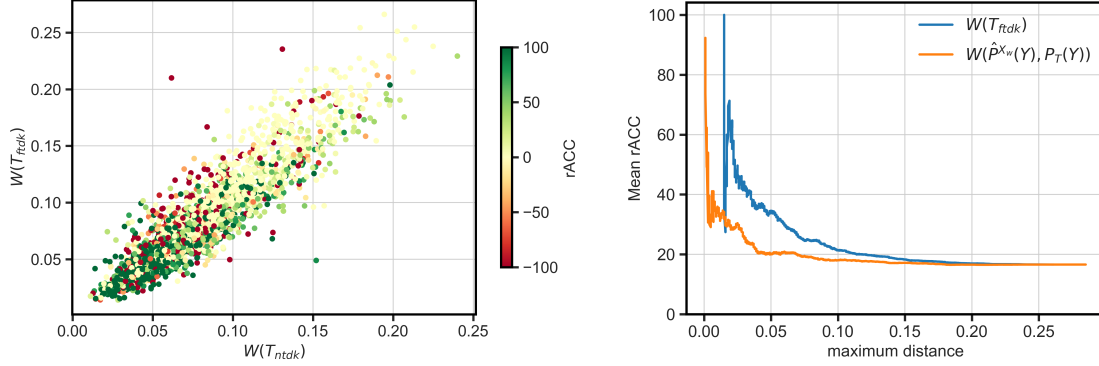 0.25
0.20
0.15
0.10
0.05
W(T_ftdk)
0.00 0.05 0.10 0.15 0.20 0.25
W(T_ntdk)
100
50
0
−50
−100
rACC
100
80
60
40
20
0
Mean rACC
W(T_ftdk)
W(P̂^{X_w}(Y), P_T(Y))
0.00 0.05 0.10 0.15 0.20 0.25
maximum distance